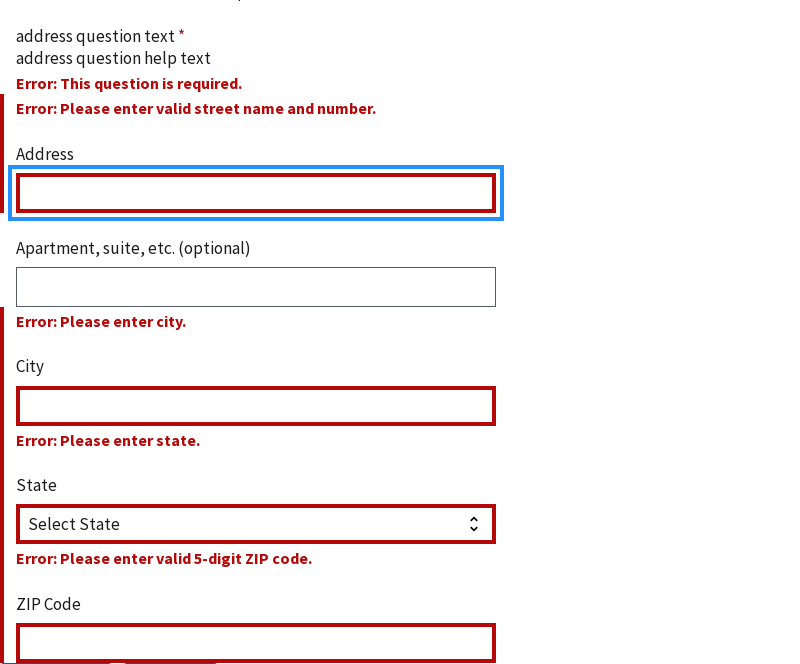 address question text *
address question help text
Error: This question is required.
Error: Please enter valid street name and number.
Address
Apartment, suite, etc. (optional)
Error: Please enter city.
City
Error: Please enter state.
State
Select State
Error: Please enter valid 5-digit ZIP code.
ZIP Code